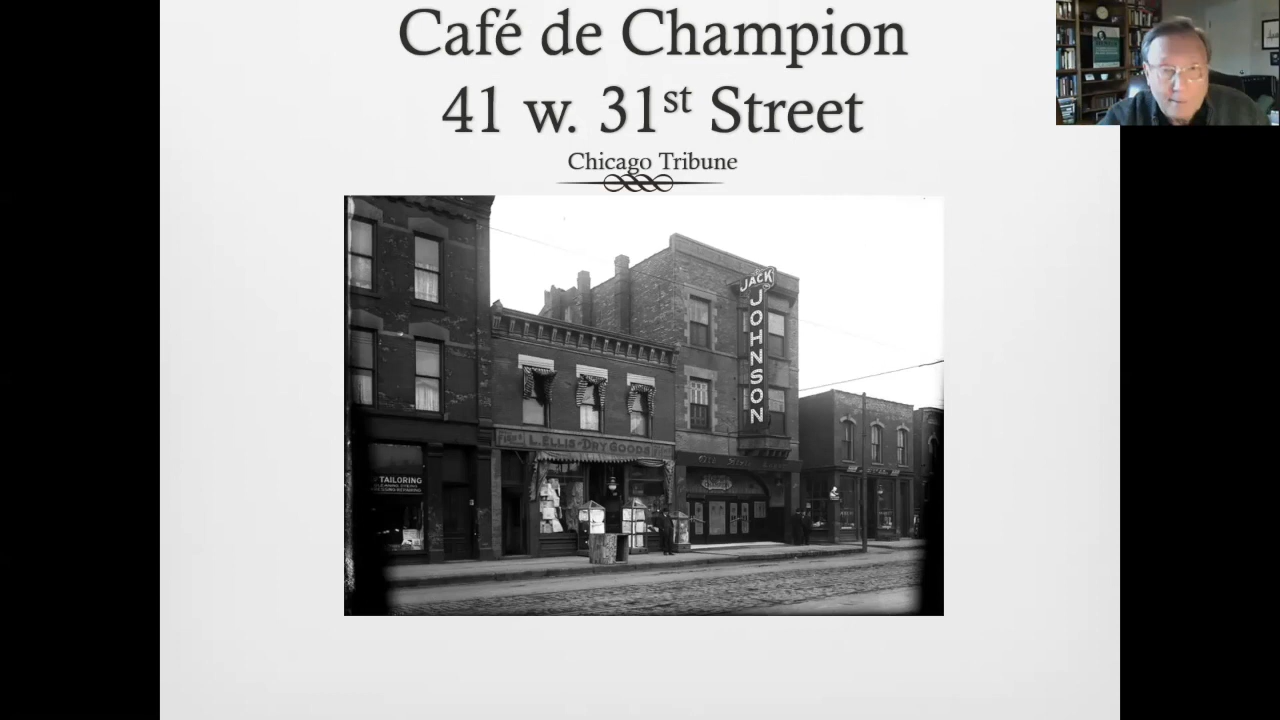 Café de Champion
41 w. 31st Street
Chicago Tribune
JACK
JOHNSON
L. ELLIS - DRY GOODS
TAILORING